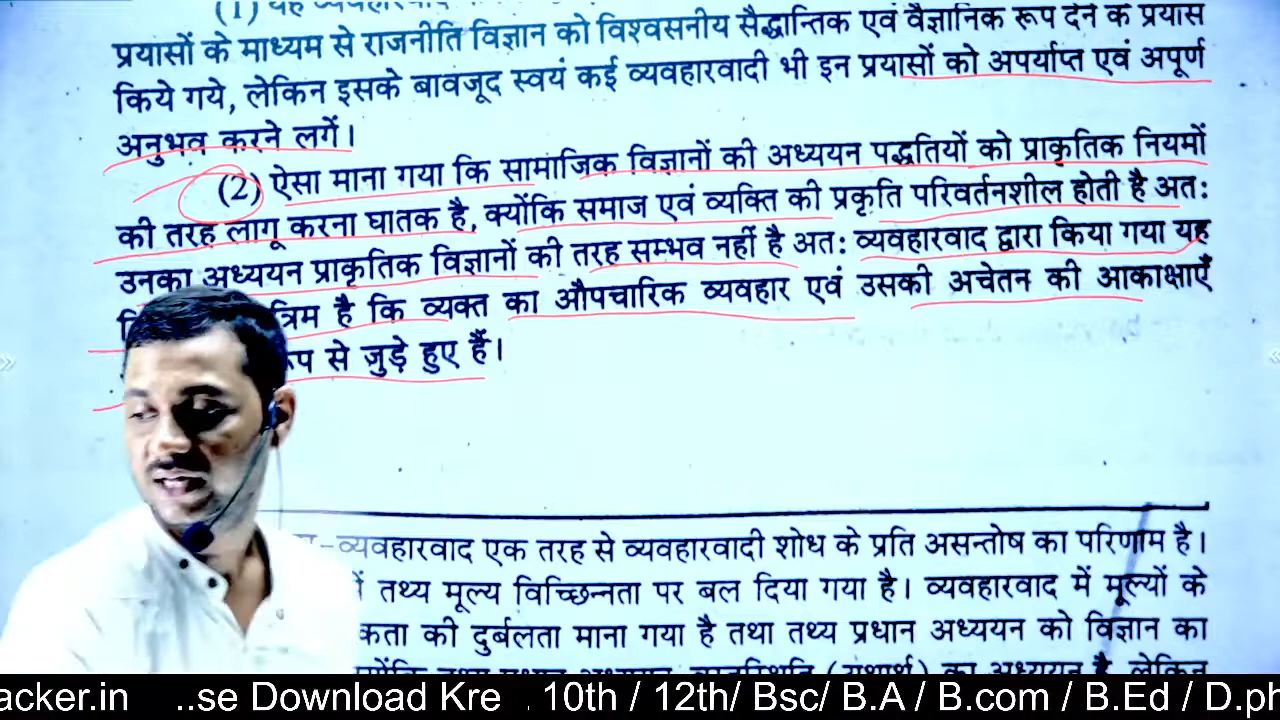 (1) यह
प्रयासों के माध्यम से राजनीति विज्ञान को विश्वसनीय सैद्धान्तिक एवं वैज्ञानिक रूप देने के प्रयास
किये गये, लेकिन इसके बावजूद स्वयं कई व्यवहारवादी भी इन प्रयासों को अपर्याप्त एवं अपूर्ण
अनुभव करने लगें।
(2) ऐसा माना गया कि सामाजिक विज्ञानों की अध्ययन पद्धतियों को प्राकृतिक नियमों
की तरह लागू करना घातक है, क्योंकि समाज एवं व्यक्ति की प्रकृति परिवर्तनशील होती है अत:
उनका अध्ययन प्राकृतिक विज्ञानों की तरह सम्भव नहीं है अत: व्यवहारवाद द्वारा किया गया यह
है कि व्यक्त का औपचारिक व्यवहार एवं उसकी अचेतन की आकाक्षाएँ
से जुड़े हुए हैं।
-व्यवहारवाद एक तरह से व्यवहारवादी शोध के प्रति असन्तोष का परिणाम है।
तथ्य मूल्य विच्छिन्नता पर बल दिया गया है। व्यवहारवाद में मूल्यों के
की दुर्बलता माना गया है तथा तथ्य प्रधान अध्ययन को विज्ञान का
(यथार्थ) का अध्ययन है, लेकिन
acker.in ..se Download Kre . 10th / 12th/ Bsc/ B.A / B.com / B.Ed / D.ph